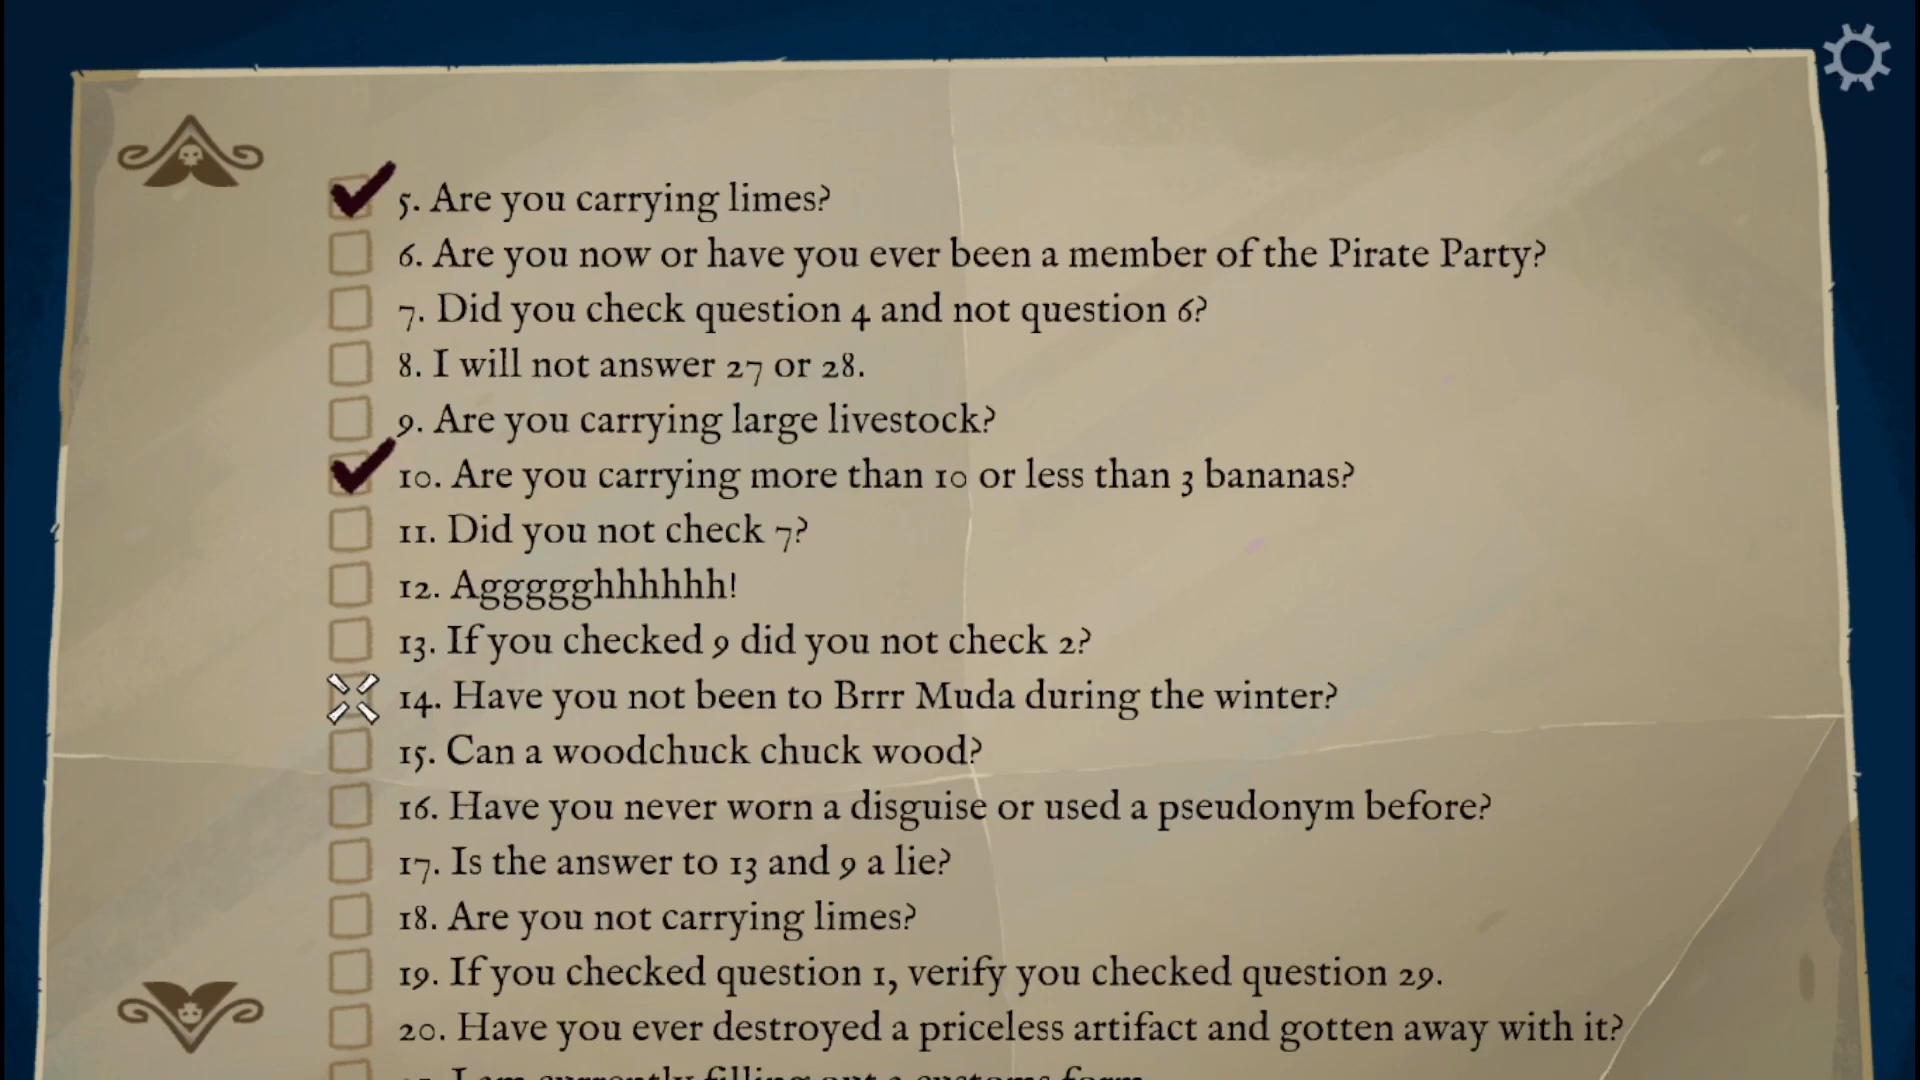 5. Are you carrying limes?
6. Are you now or have you ever been a member of the Pirate Party?
7. Did you check question 4 and not question 6?
8. I will not answer 27 or 28.
9. Are you carrying large livestock?
10. Are you carrying more than 10 or less than 3 bananas?
11. Did you not check 7?
12. Agggggghhhhhh!
13. If you checked 9 did you not check 2?
14. Have you not been to Brrr Muda during the winter?
15. Can a woodchuck chuck wood?
16. Have you never worn a disguise or used a pseudonym before?
17. Is the answer to 13 and 9 a lie?
18. Are you not carrying limes?
19. If you checked question 1, verify you checked question 29.
20. Have you ever destroyed a priceless artifact and gotten away with it?
I am currently filling out a customs form.